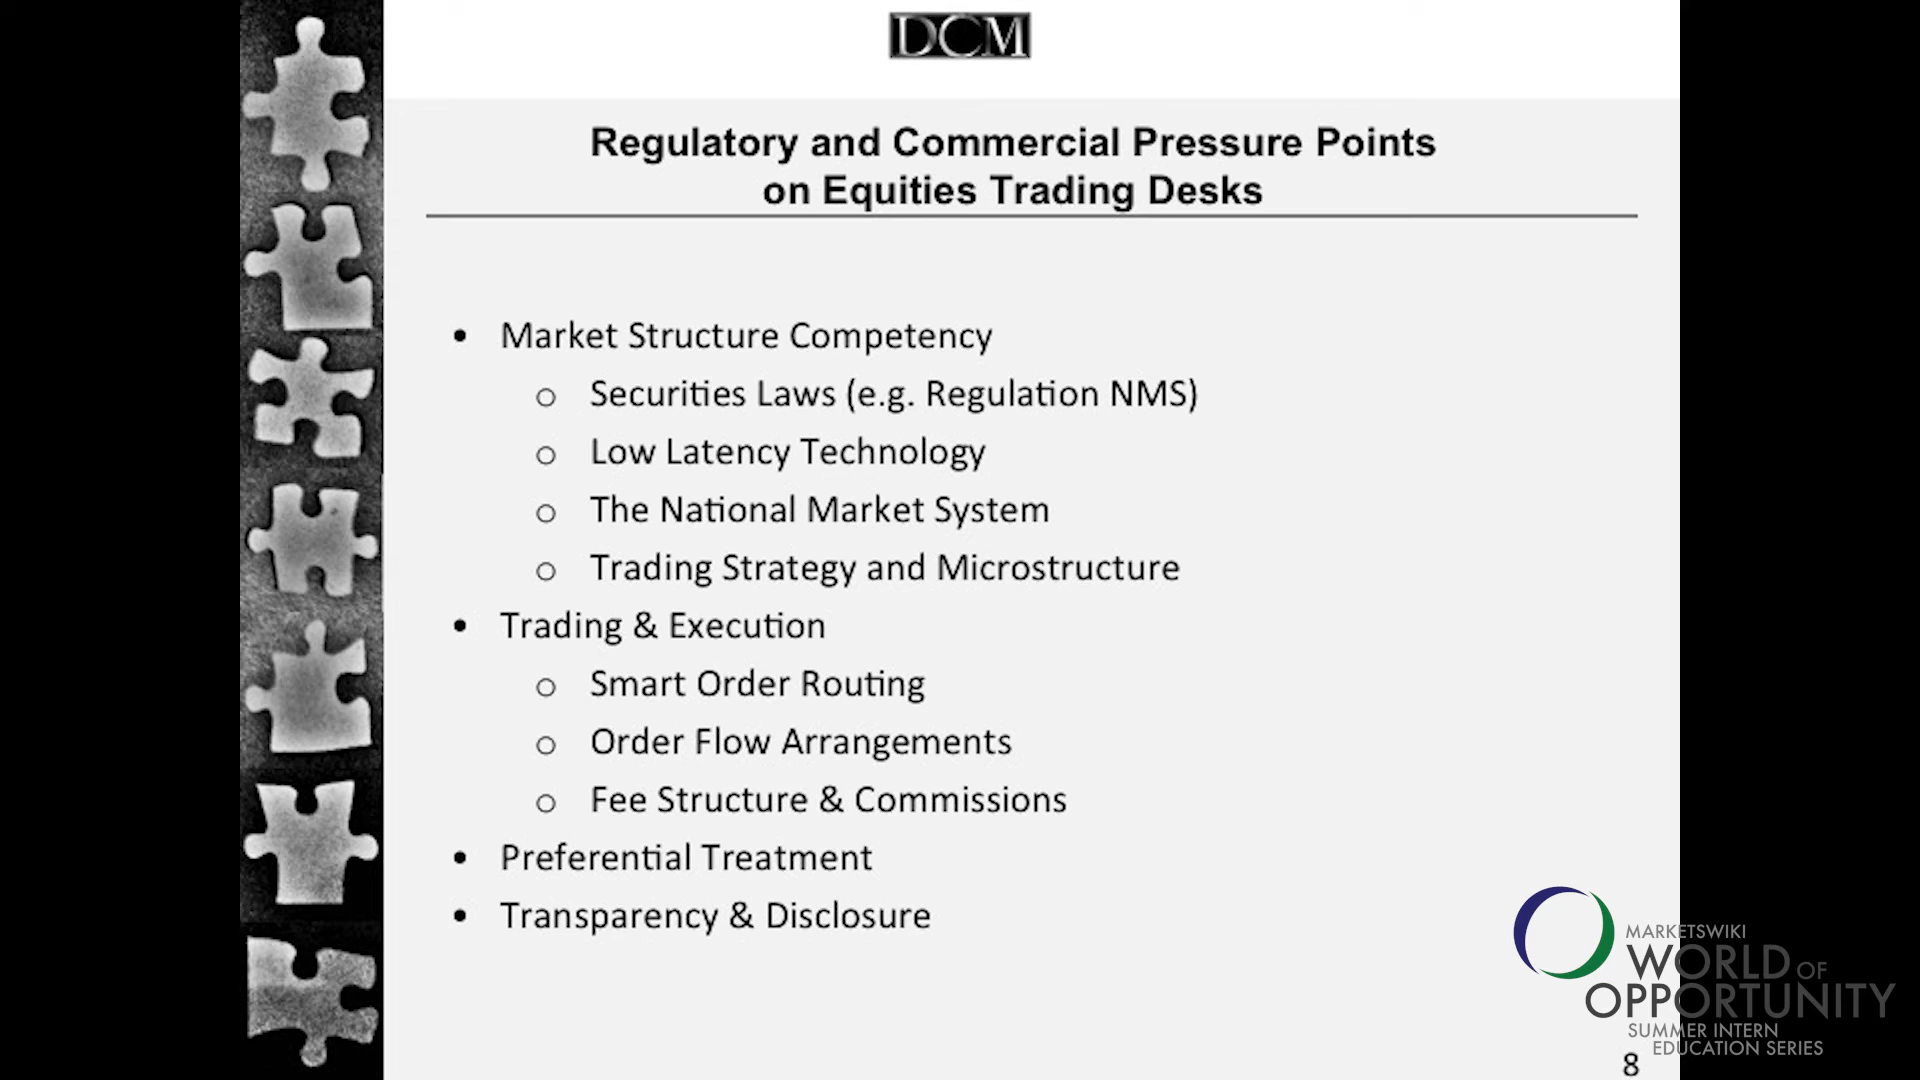 DCM
Regulatory and Commercial Pressure Points
on Equities Trading Desks
• Market Structure Competency
o Securities Laws (e.g. Regulation NMS)
o Low Latency Technology
o The National Market System
o Trading Strategy and Microstructure
• Trading & Execution
o Smart Order Routing
o Order Flow Arrangements
o Fee Structure & Commissions
• Preferential Treatment
• Transparency & Disclosure
MARKETSWIKI
WORLD OF
OPPORTUNITY
SUMMER INTERN
EDUCATION SERIES
8